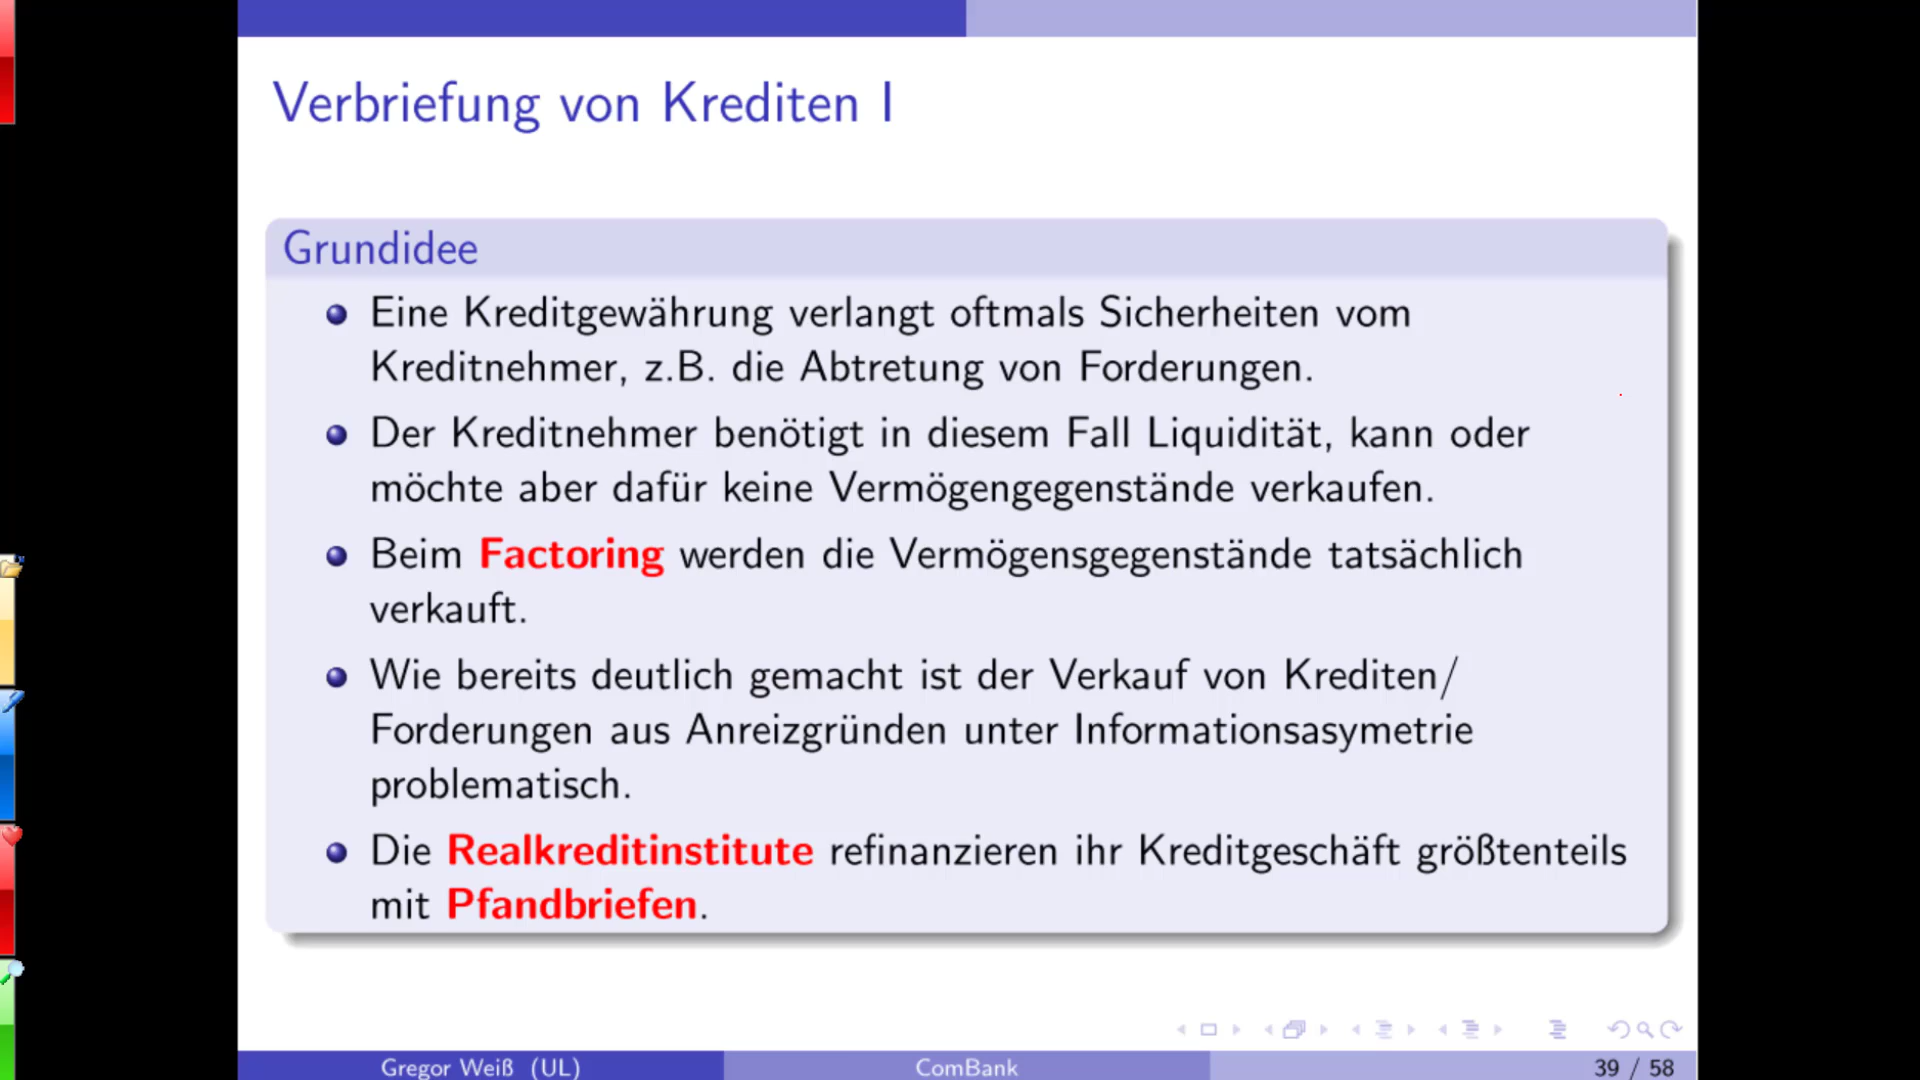 Verbriefung von Krediten I
Grundidee
Eine Kreditgewährung verlangt oftmals Sicherheiten vom
Kreditnehmer, z.B. die Abtretung von Forderungen.
Der Kreditnehmer benötigt in diesem Fall Liquidität, kann oder
möchte aber dafür keine Vermögengegenstände verkaufen.
Beim Factoring werden die Vermögensgegenstände tatsächlich
verkauft.
Wie bereits deutlich gemacht ist der Verkauf von Krediten/
Forderungen aus Anreizgründen unter Informationsasymetrie
problematisch.
Die Realkreditinstitute refinanzieren ihr Kreditgeschäft größtenteils
mit Pfandbriefen.
Gregor Weiß (UL) ComBank 39 / 58